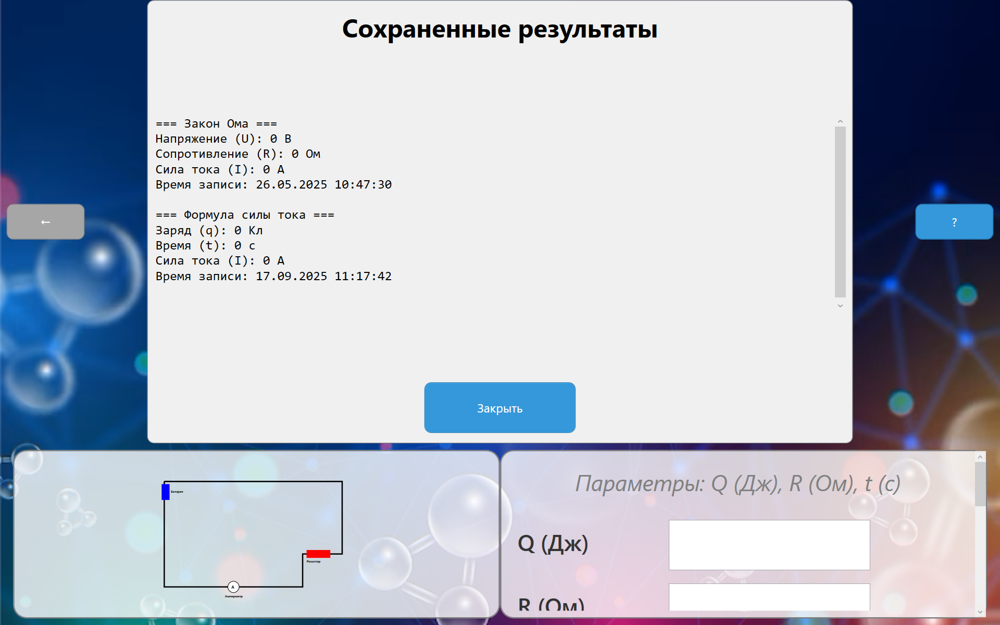 Сохраненные результаты
=== Закон Ома ===
Напряжение (U): 0 В
Сопротивление (R): 0 Ом
Сила тока (I): 0 А
Время записи: 26.05.2025 10:47:30
=== Формула силы тока ===
Заряд (q): 0 Кл
Время (t): 0 с
Сила тока (I): 0 А
Время записи: 17.09.2025 11:17:42
←
?
Закрыть
Батарея
Резистор
A
Амперметр
Параметры: Q (Дж), R (Ом), t (с)
Q (Дж)
R (Ом)